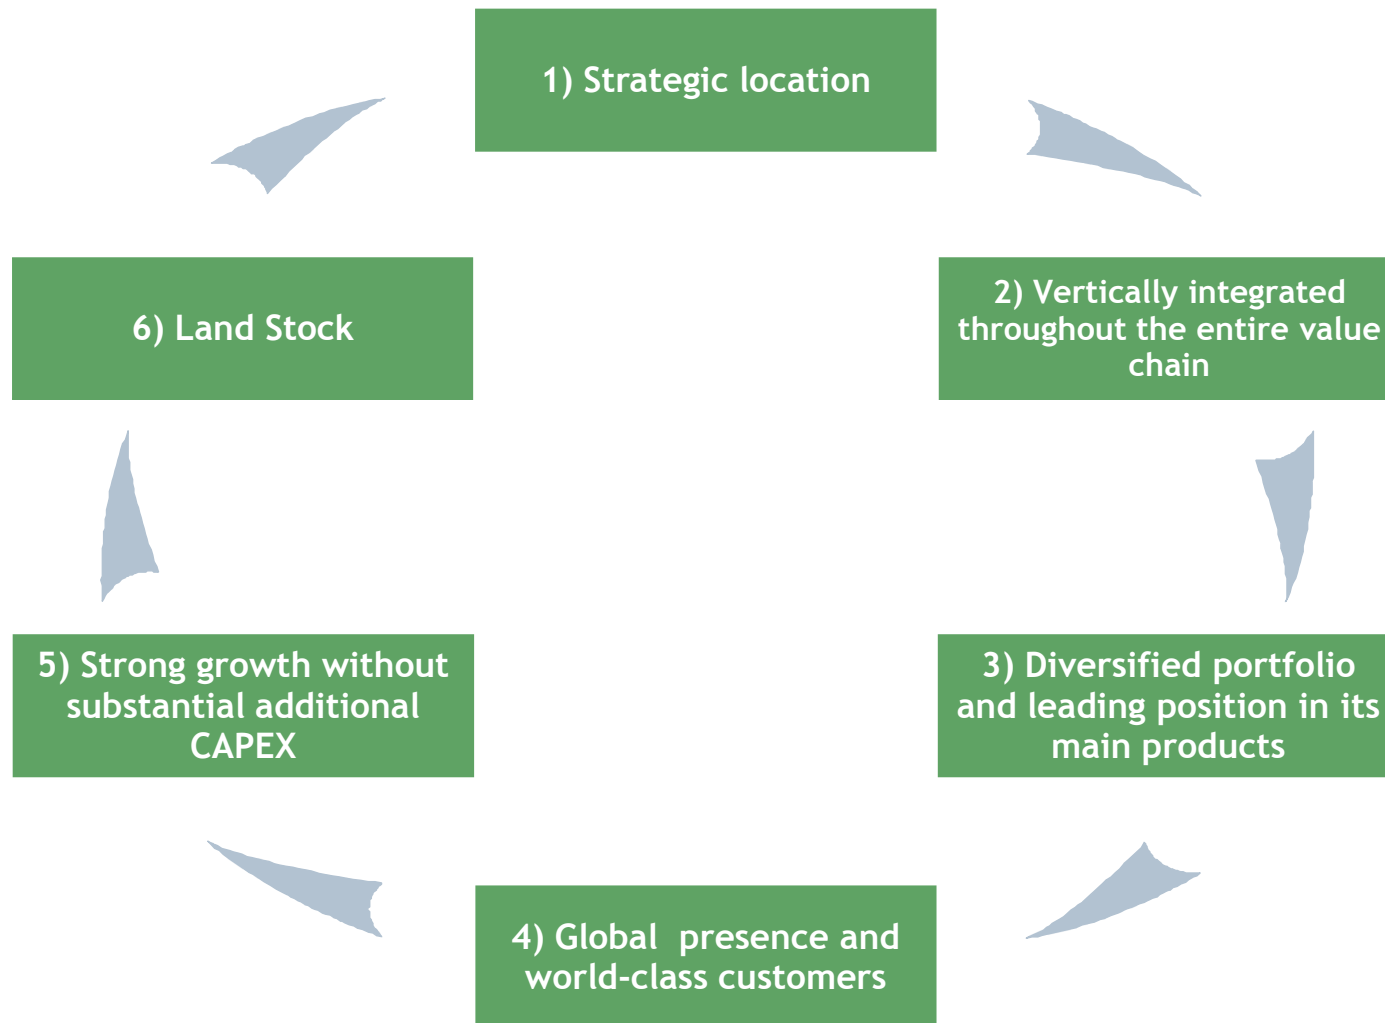 1) Strategic location
2) Vertically integrated
throughout the entire value
chain
3) Diversified portfolio
and leading position in its
main products
4) Global  presence and
world-class customers
5) Strong growth without
substantial additional
CAPEX
6) Land Stock